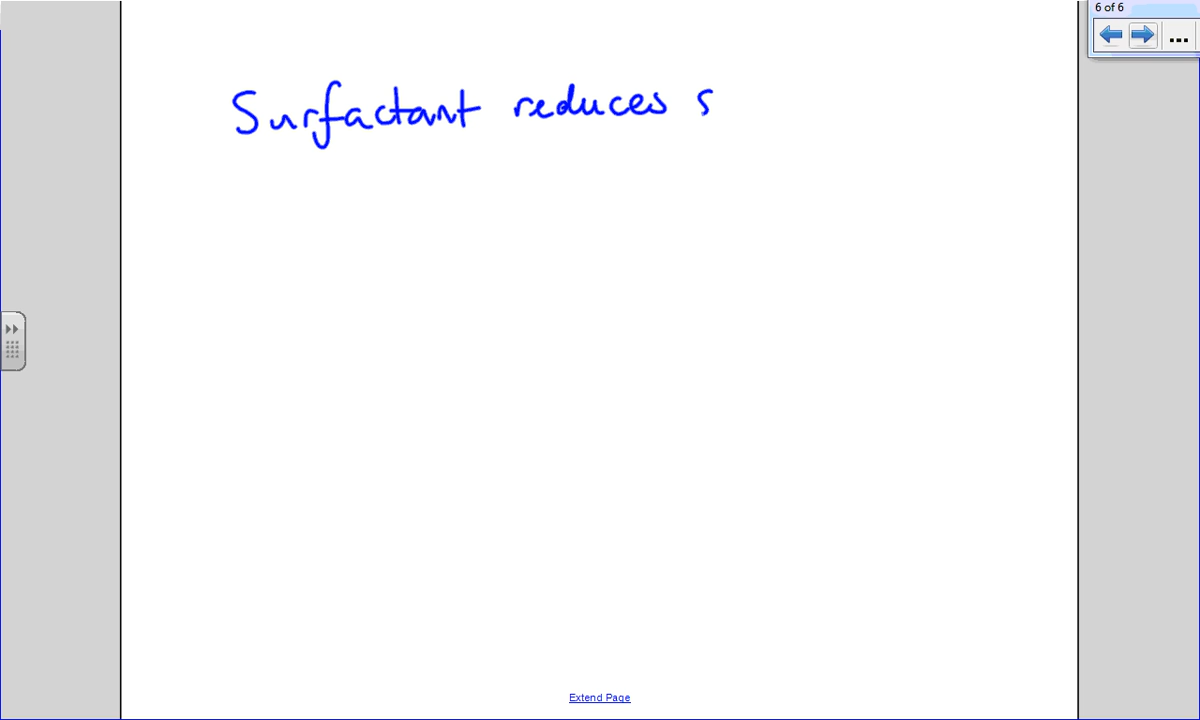 6 of 6
...
Surfactant reduces s
Extend Page